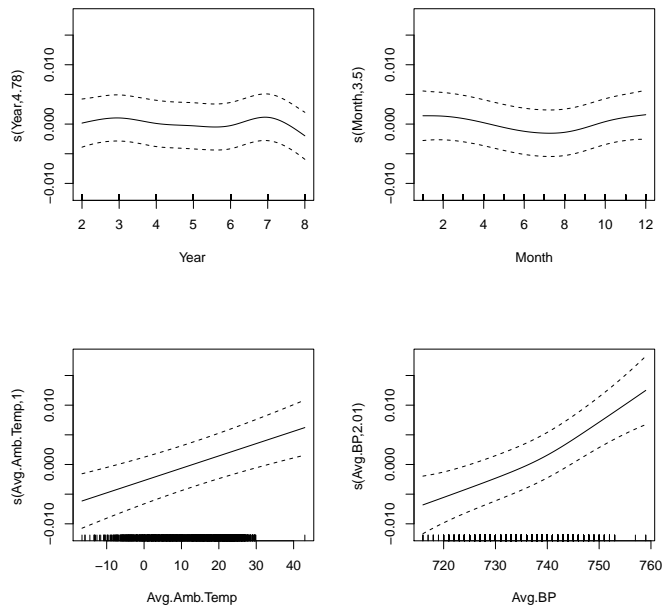 s(Year,4.78)
0.010
0.000
−0.010
2 3 4 5 6 7 8
Year
s(Month,3.5)
0.010
0.000
−0.010
2 4 6 8 10 12
Month
s(Avg.Amb.Temp,1)
0.010
0.000
−0.010
−10 0 10 20 30 40
Avg.Amb.Temp
s(Avg.BP,2.01)
0.010
0.000
−0.010
720 730 740 750 760
Avg.BP